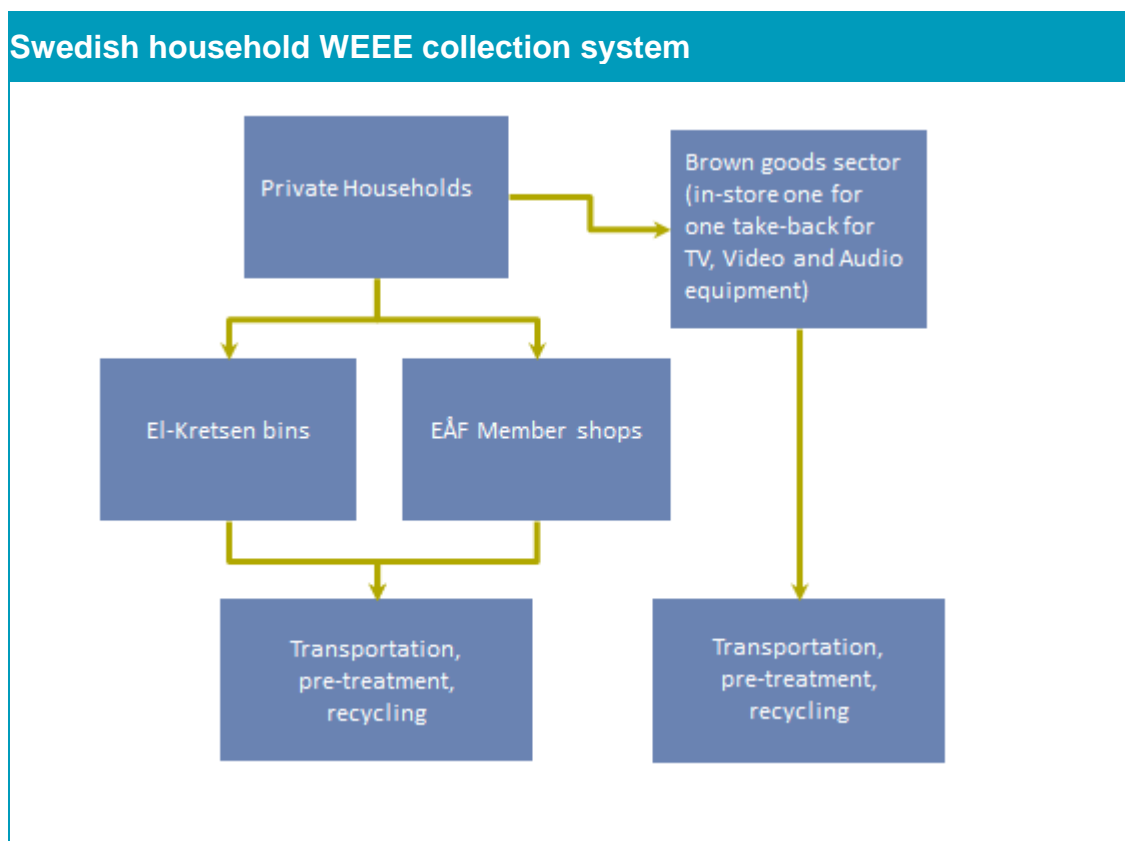 Swedish household WEEE collection system
Private Households
Brown goods sector
(in-store one for
one take-back for
TV, Video and Audio
equipment)
El-Kretsen bins
EÅF Member shops
Transportation,
pre-treatment,
recycling
Transportation,
pre-treatment,
recycling